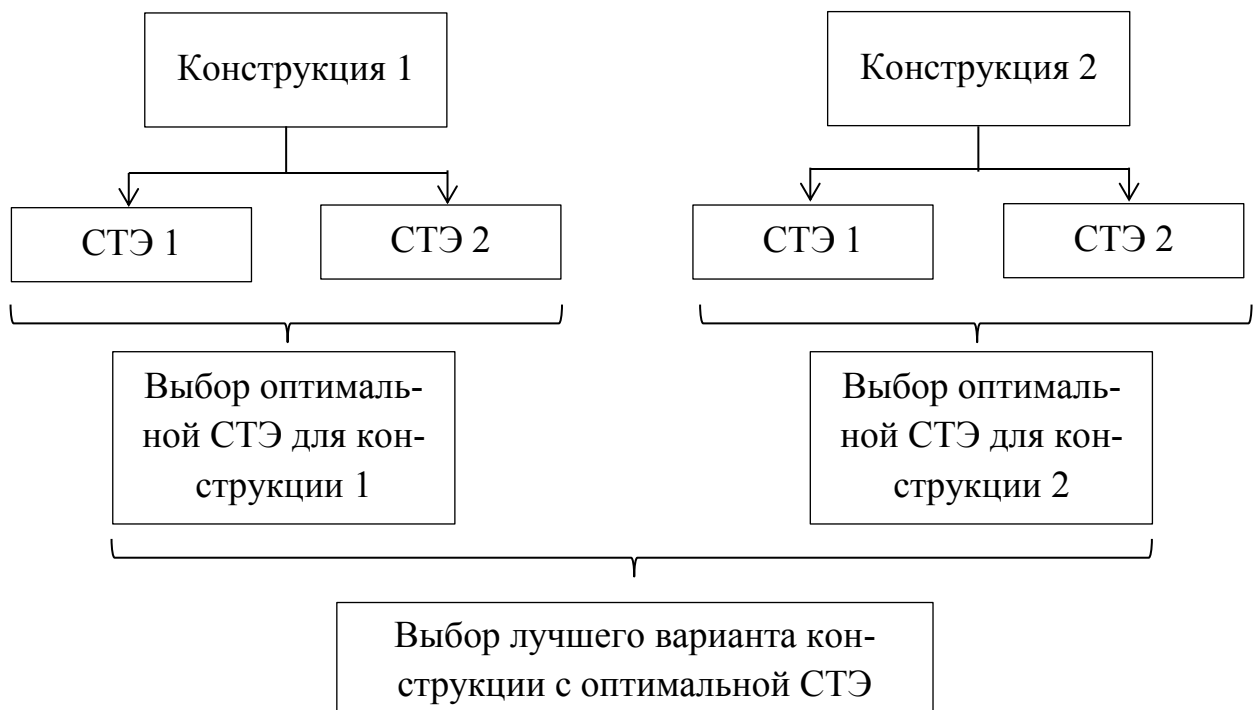 Конструкция 1
Конструкция 2
СТЭ 1
СТЭ 2
СТЭ 1
СТЭ 2
Выбор оптималь-
ной СТЭ для кон-
струкции 1
Выбор оптималь-
ной СТЭ для кон-
струкции 2
Выбор лучшего варианта кон-
струкции с оптимальной СТЭ